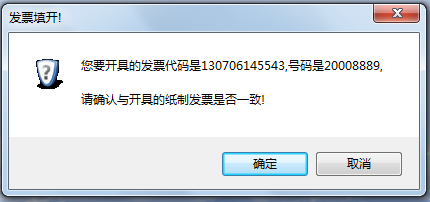 发票填开!
您要开具的发票代码是130706145543,号码是20008889,
请确认与开具的纸制发票是否一致!
确定
取消